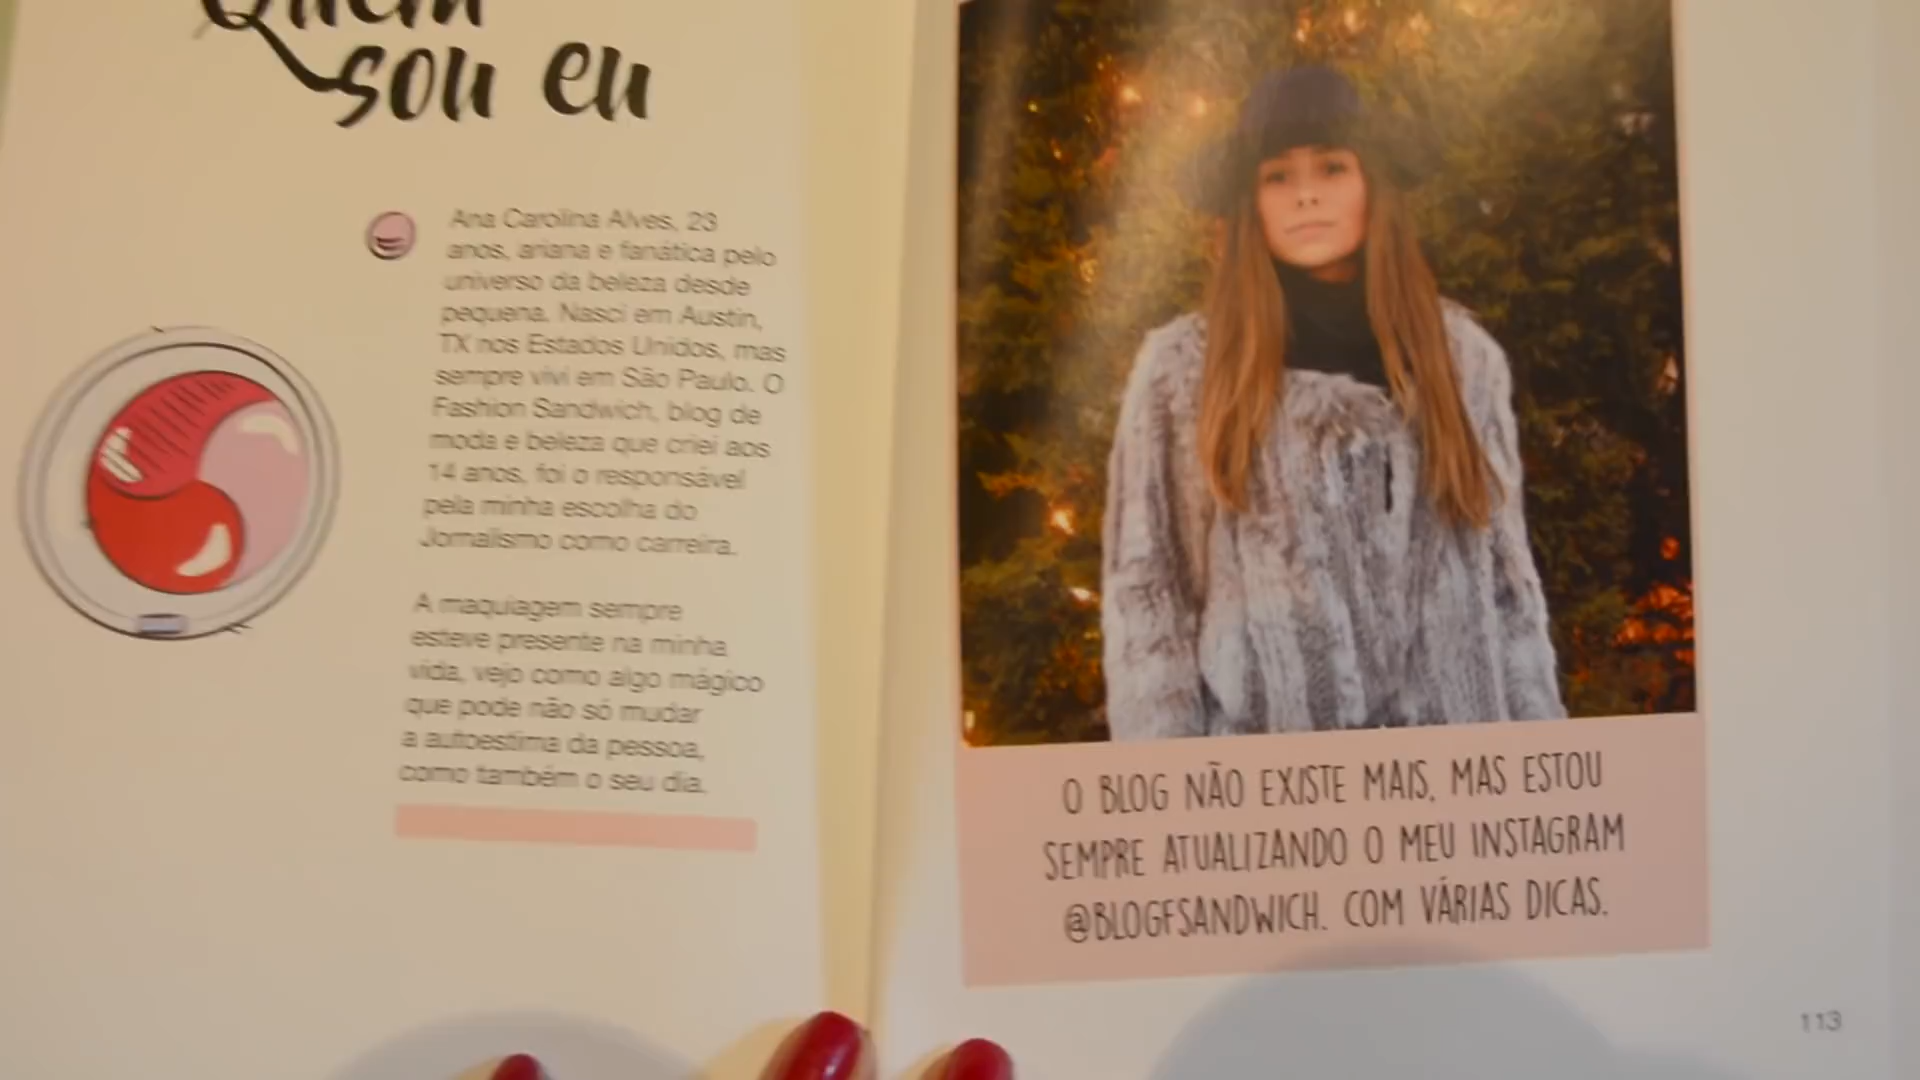 Quem
sou eu
Ana Carolina Alves, 23
anos, ariana e fanática pelo
universo da beleza desde
pequena. Nasci em Austin,
TX nos Estados Unidos, mas
sempre vivi em São Paulo. O
Fashion Sandwich, blog de
moda e beleza que criei aos
14 anos, foi o responsável
pela minha escolha do
Jornalismo como carreira.
A maquiagem sempre
esteve presente na minha
vida, vejo como algo mágico
que pode não só mudar
a autoestima da pessoa,
como também o seu dia.
O BLOG NÃO EXISTE MAIS, MAS ESTOU
SEMPRE ATUALIZANDO O MEU INSTAGRAM
@BLOGFSANDWICH. COM VÁRIAS DICAS.
113